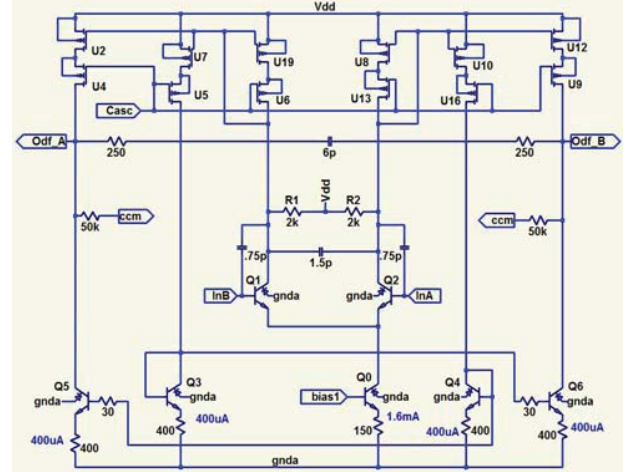 Vdd
U2
U7
U19
U8
U10
U12
U4
U5
U6
U13
U16
U9
Casc
Odf_A
250
6p
250
Odf_B
Vdd
R1
R2
2k
2k
50k
ccm
ccm
50k
.75p
1.5p
.75p
Q1
Q2
InB
gnda
gnda
InA
Q5
Q3
Q0
Q4
Q6
gnda
30
gnda
bias1
gnda
gnda
30
gnda
400uA
1.6mA
400uA
400
400
150
400uA
400
400
400uA
gnda